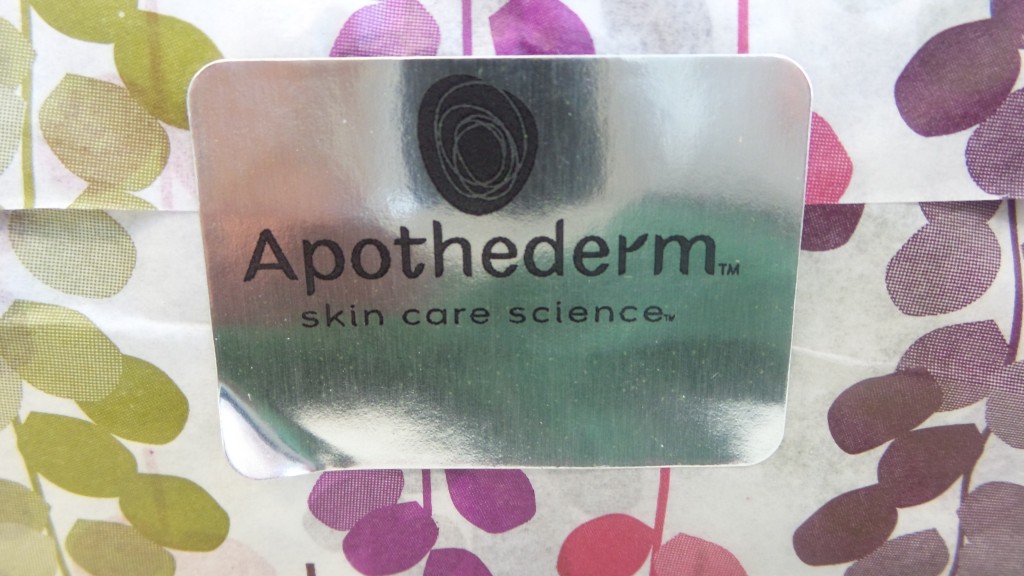 Apothederm™
skin care science™